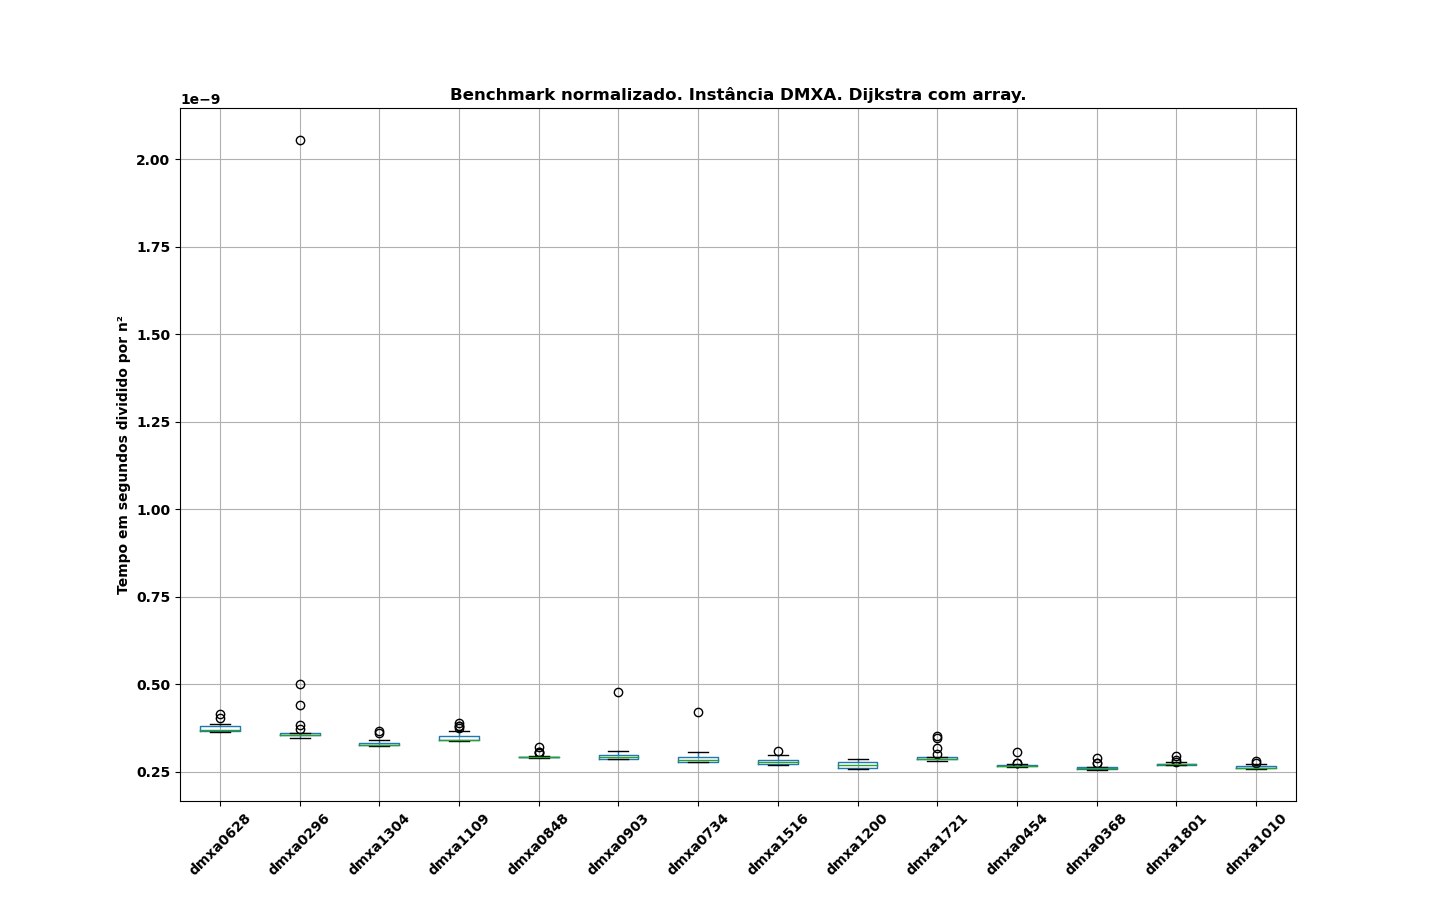 Benchmark normalizado. Instância DMXA. Dijkstra com array.
1e−9
2.00
1.75
1.50
1.25
1.00
0.75
0.50
0.25
Tempo em segundos dividido por n²
dmxa0628
dmxa0296
dmxa1304
dmxa1109
dmxa0848
dmxa0903
dmxa0734
dmxa1516
dmxa1200
dmxa1721
dmxa0454
dmxa0368
dmxa1801
dmxa1010